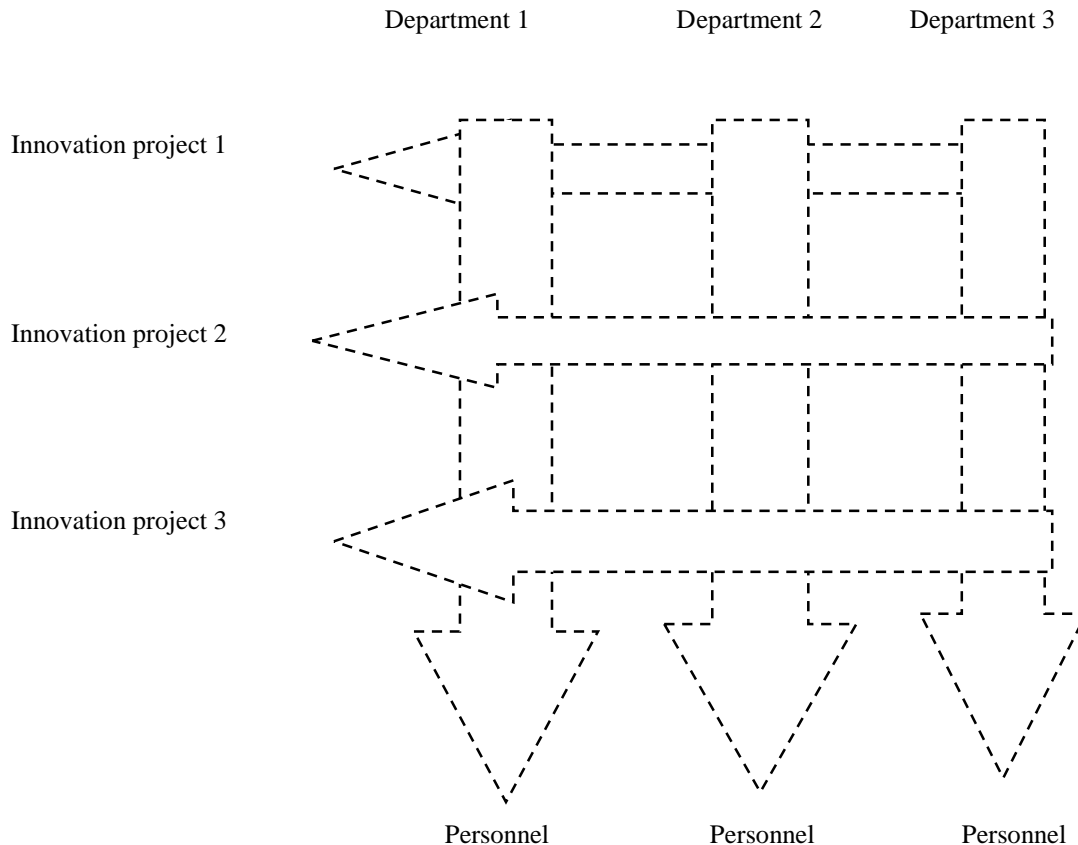 Department 1
Department 2
Department 3
Innovation project 1
Innovation project 2
Innovation project 3
Personnel
Personnel
Personnel